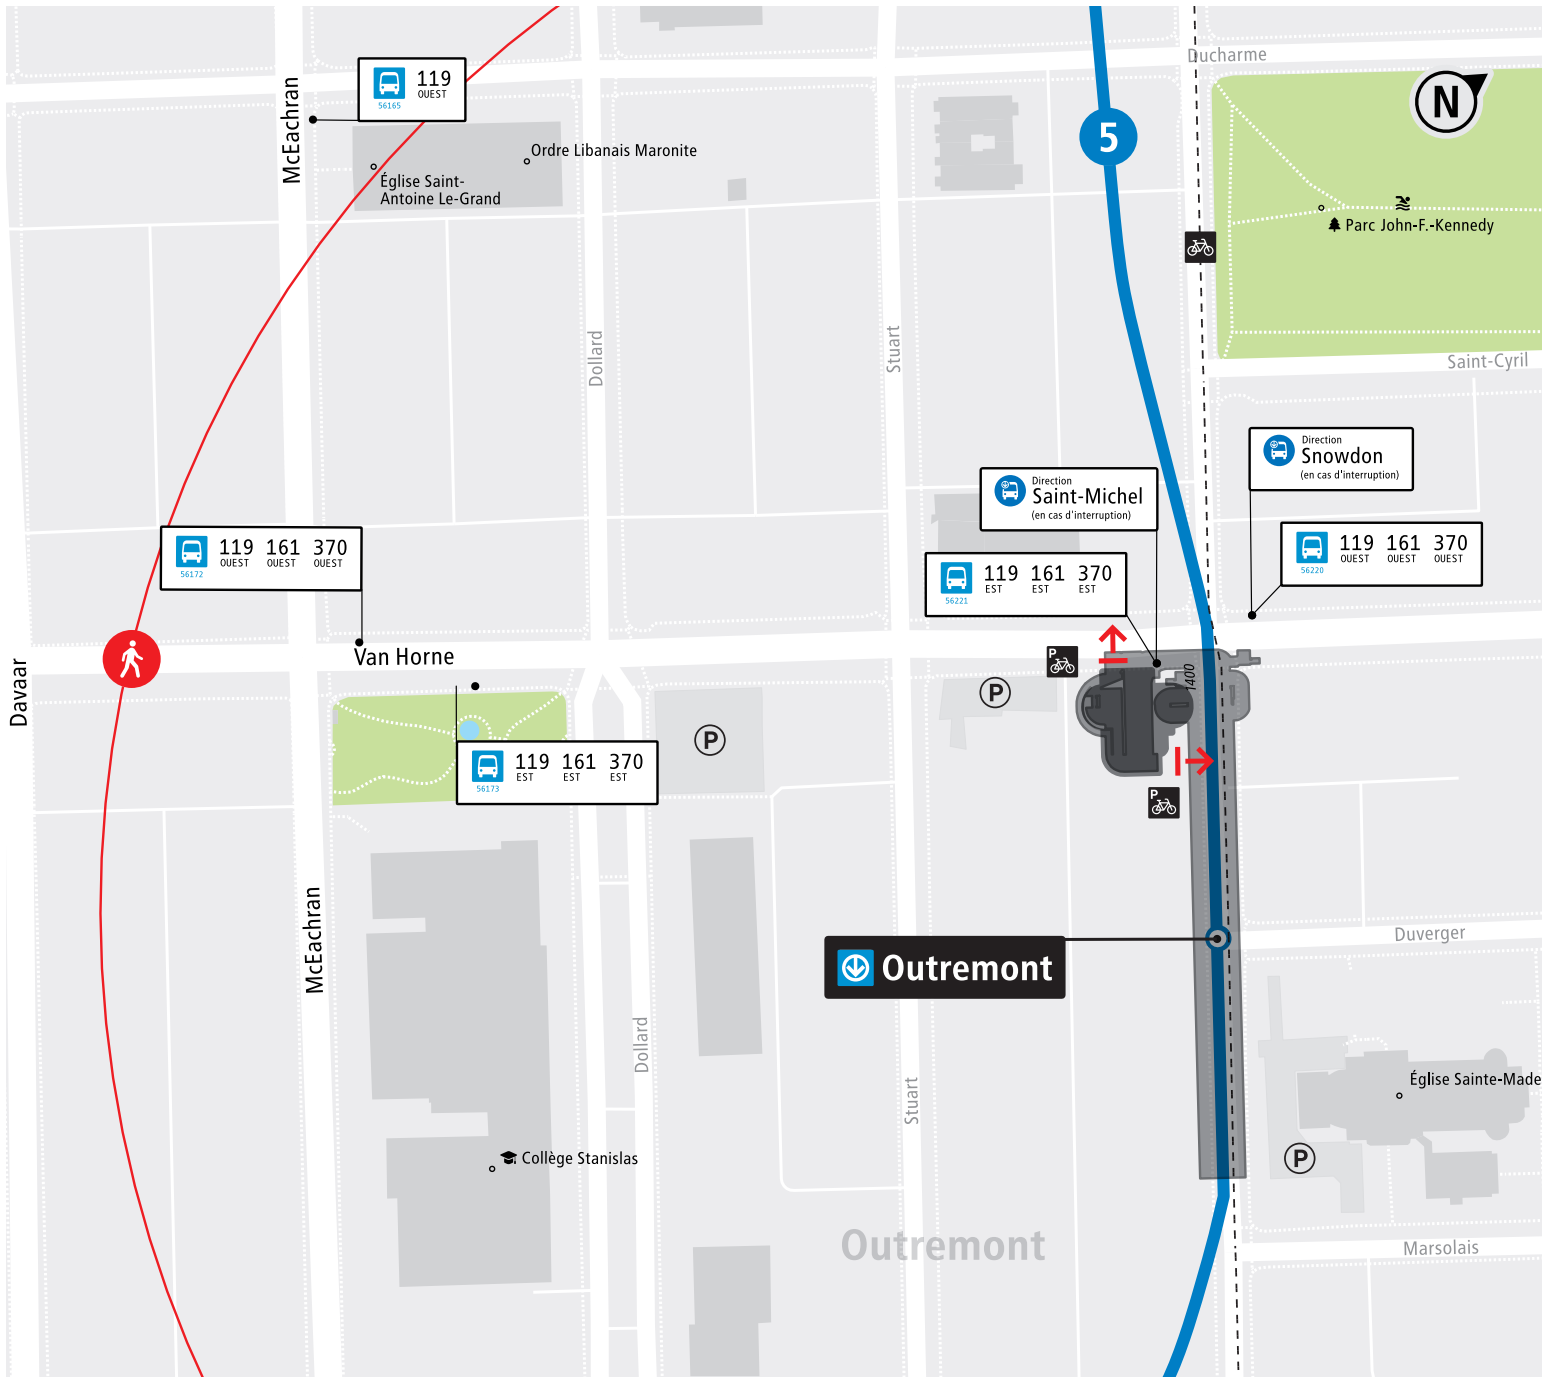 Ducharme
N
McEachran
119
OUEST
56165
5
Ordre Libanais Maronite
Église Saint-
Antoine Le-Grand
Parc John-F.-Kennedy
Dollard
Stuart
Saint-Cyril
Direction
Snowdon
(en cas d'interruption)
Direction
Saint-Michel
(en cas d'interruption)
119 161 370
OUEST OUEST OUEST
56172
119 161 370
EST EST EST
56221
119 161 370
OUEST OUEST OUEST
56220
Van Horne
Davaar
P
P
1400
P
119 161 370
EST EST EST
56173
P
P
McEachran
Duverger
Outremont
Dollard
Stuart
Église Sainte-Made
Collège Stanislas
P
Outremont
Marsolais